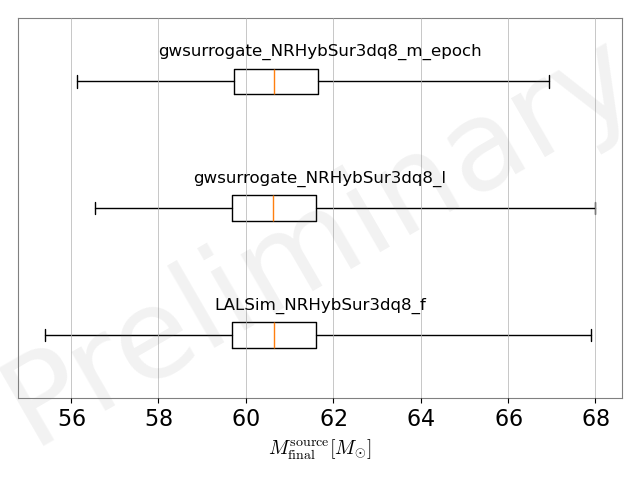 gwsurrogate_NRHybSur3dq8_m_epoch
gwsurrogate_NRHybSur3dq8_l
LALSim_NRHybSur3dq8_f
Preliminary
56 58 60 62 64 66 68
M_final^source [M_⊙]